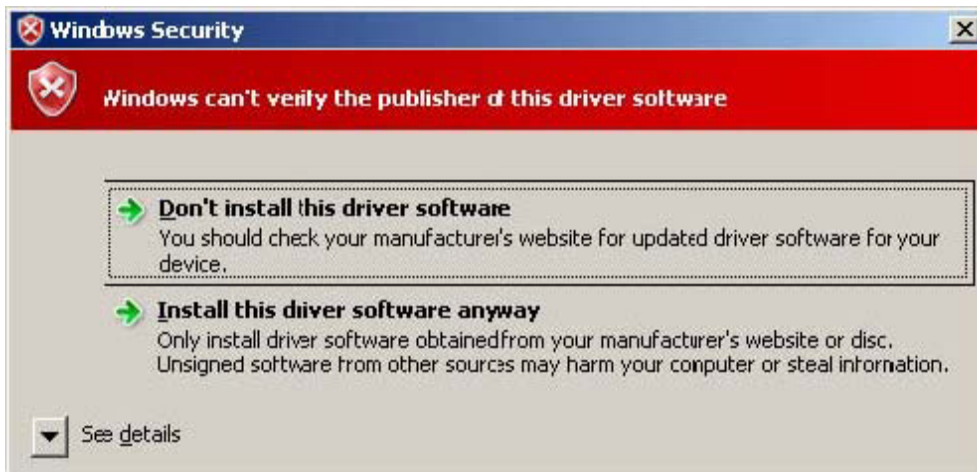 Windows Security
Windows can't verify the publisher of this driver software
Don't install this driver software
You should check your manufacturer's website for updated driver software for your
device.
Install this driver software anyway
Only install driver software obtained from your manufacturer's website or disc.
Unsigned software from other sources may harm your computer or steal information.
See details